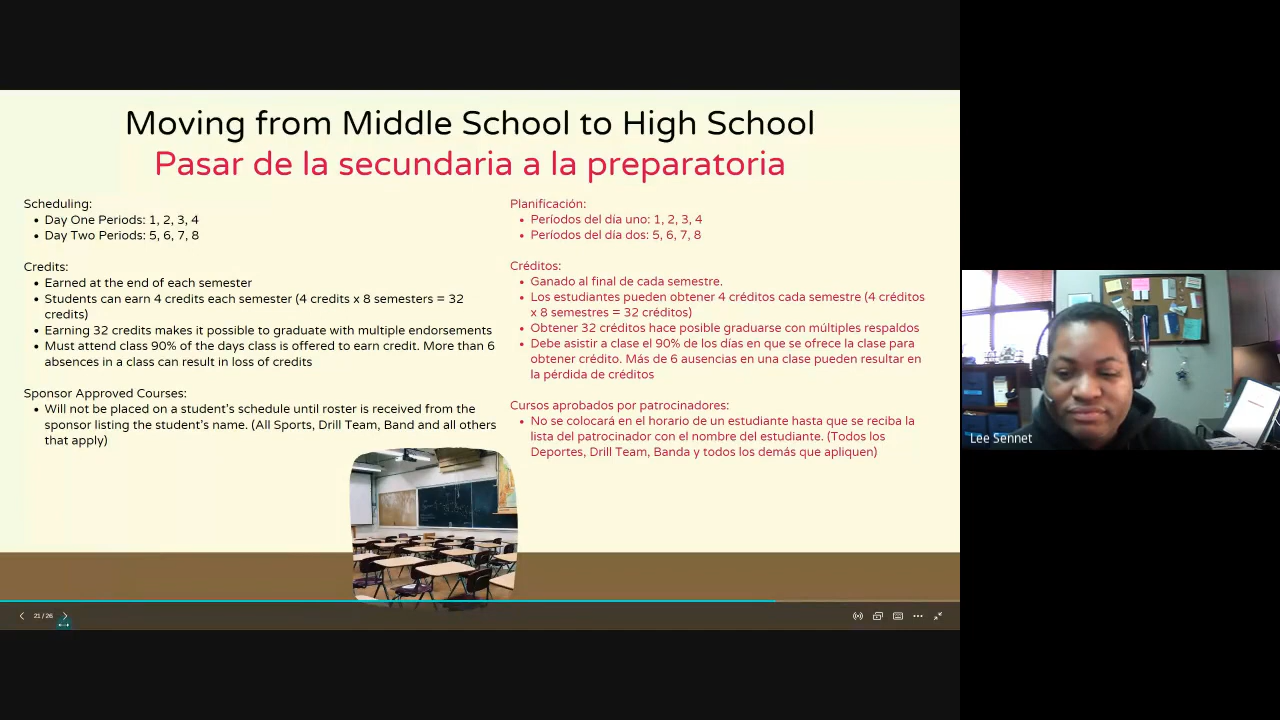 Moving from Middle School to High School
Pasar de la secundaria a la preparatoria
Scheduling:
• Day One Periods: 1, 2, 3, 4
• Day Two Periods: 5, 6, 7, 8
Credits:
• Earned at the end of each semester
• Students can earn 4 credits each semester (4 credits x 8 semesters = 32
credits)
• Earning 32 credits makes it possible to graduate with multiple endorsements
• Must attend class 90% of the days class is offered to earn credit. More than 6
absences in a class can result in loss of credits
Sponsor Approved Courses:
• Will not be placed on a student's schedule until roster is received from the
sponsor listing the student's name. (All Sports, Drill Team, Band and all others
that apply)
Planificación:
• Períodos del día uno: 1, 2, 3, 4
• Períodos del día dos: 5, 6, 7, 8
Créditos:
• Ganado al final de cada semestre.
• Los estudiantes pueden obtener 4 créditos cada semestre (4 créditos
x 8 semestres = 32 créditos)
• Obtener 32 créditos hace posible graduarse con múltiples respaldos
• Debe asistir a clase el 90% de los días en que se ofrece la clase para
obtener crédito. Más de 6 ausencias en una clase pueden resultar en
la pérdida de créditos
Cursos aprobados por patrocinadores:
• No se colocará en el horario de un estudiante hasta que se reciba la
lista del patrocinador con el nombre del estudiante. (Todos los
Deportes, Drill Team, Banda y todos los demás que apliquen)
Lee Sennet
21 / 26